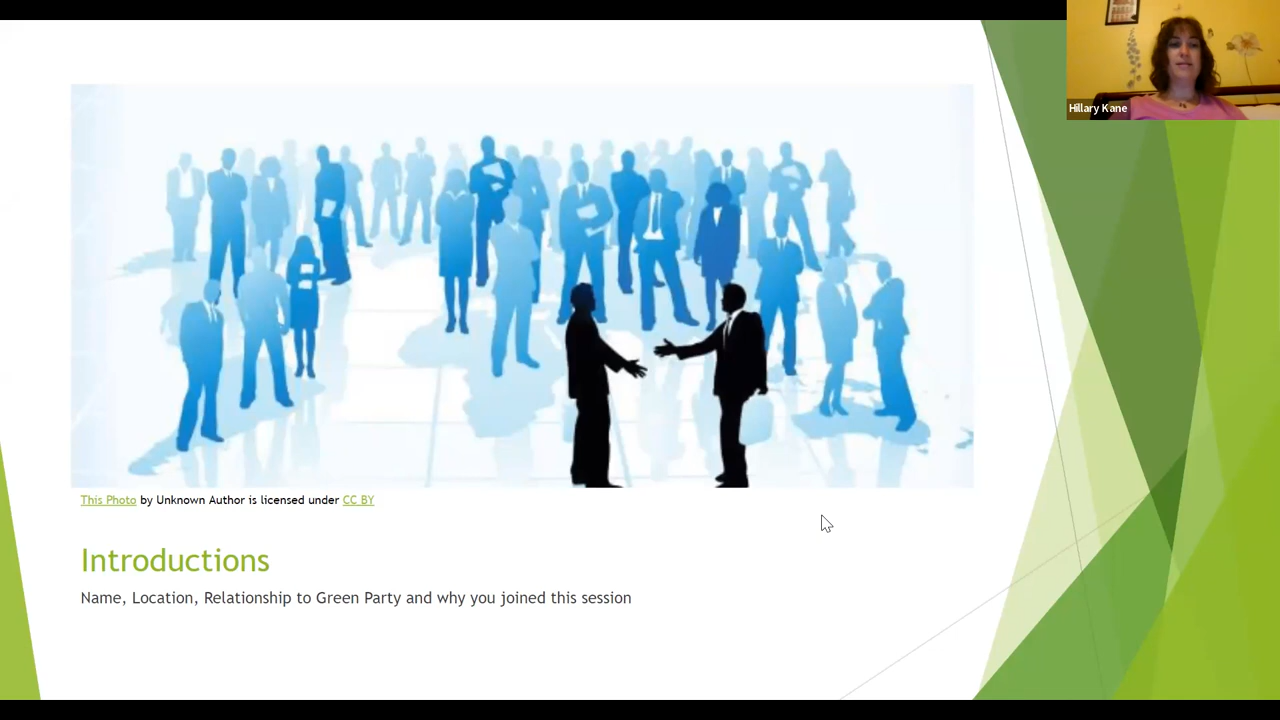 Hillary Kane
This Photo by Unknown Author is licensed under CC BY
Introductions
Name, Location, Relationship to Green Party and why you joined this session